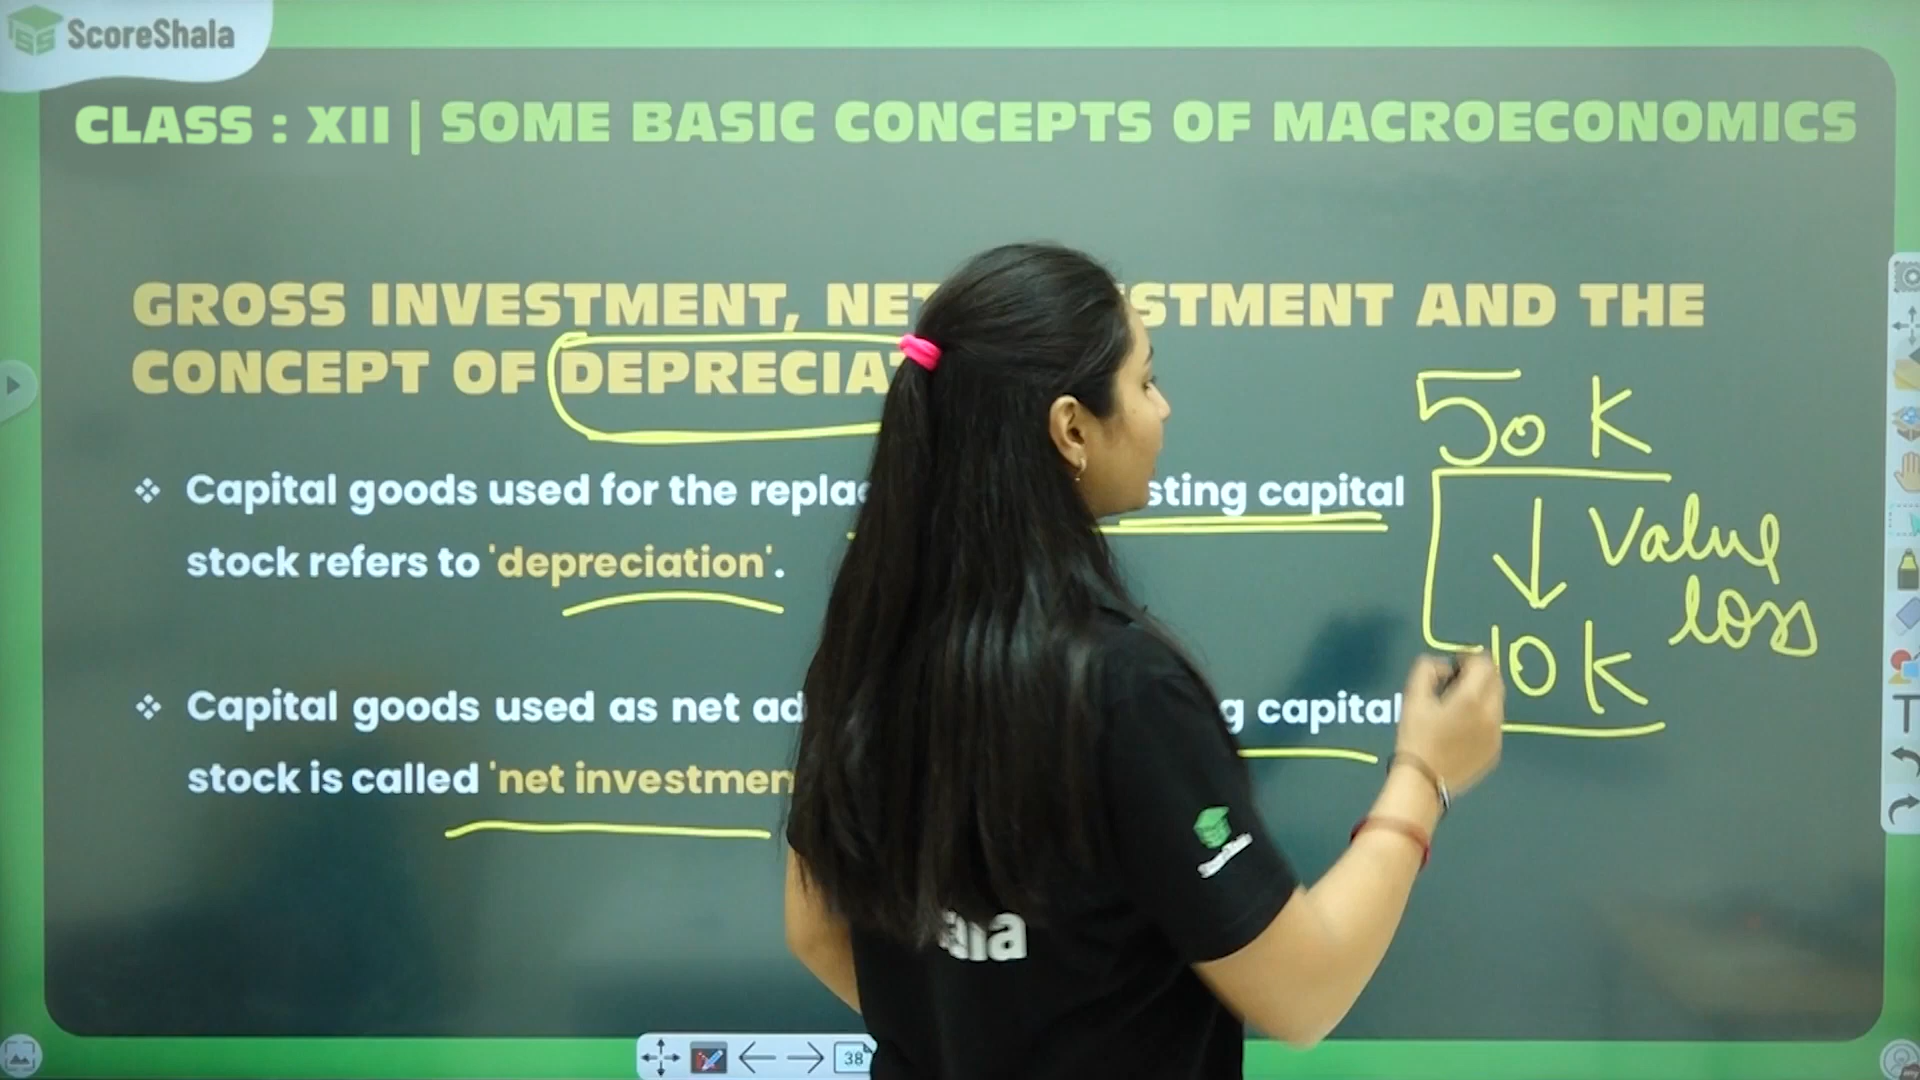 ScoreShala
CLASS : XII | SOME BASIC CONCEPTS OF MACROECONOMICS
GROSS INVESTMENT, NET STMENT AND THE
CONCEPT OF DEPRECIAT
50 K
Capital goods used for the repla sting capital
stock refers to 'depreciation'.
Value
loss
10 K
Capital goods used as net ad g capital
stock is called 'net investmen
38